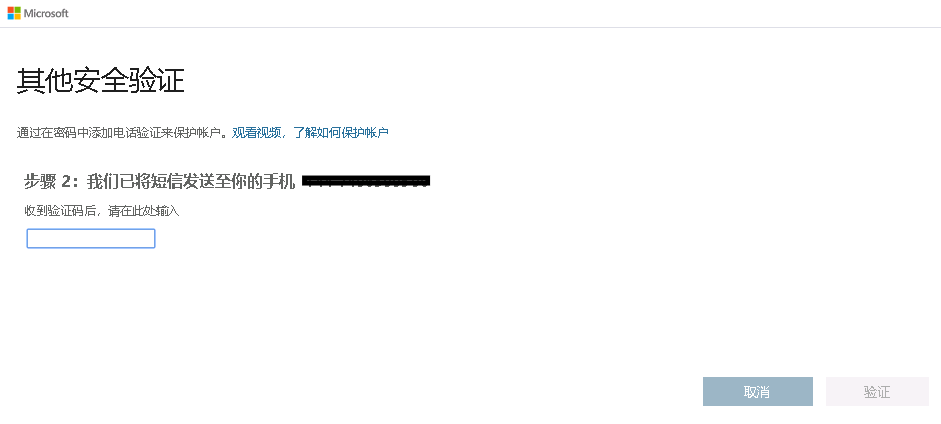 Microsoft
其他安全验证
通过在密码中添加电话验证来保护帐户。观看视频，了解如何保护帐户
步骤 2：我们已将短信发送至你的手机
收到验证码后，请在此处输入
取消
验证